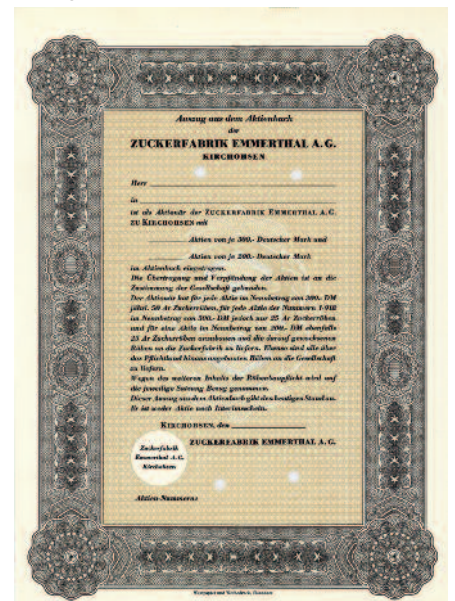 Auszug aus dem Aktienbuch
der
ZUCKERFABRIK EMMERTHAL A. G.
KIRCHOHSEN
Herr
in
ist als Aktionär der ZUCKERFABRIK EMMERTHAL A. G.
ZU KIRCHOHSEN mit
Aktien von je 300.- Deutscher Mark und
Aktien von je 200.- Deutscher Mark
im Aktienbuch eingetragen.
Die Übertragung und Verpfändung der Aktien ist an die
Zustimmung der Gesellschaft gebunden.
Der Aktionär hat für jede Aktie im Nennbetrag von 300.- DM
jährl. 50 Ar Zuckerrüben, für jede Aktie der Nummern 1-918
im Nennbetrag von 300.- DM jedoch nur 25 Ar Zuckerrüben
und für eine Aktie im Nennbetrag von 200.- DM ebenfalls
25 Ar Zuckerrüben anzubauen und die darauf gewachsenen
Rüben an die Zuckerfabrik zu liefern. Ebenso sind alle über
das Pflichtland hinaus angebauten Rüben an die Gesellschaft
zu liefern.
Wegen des weiteren Inhalts der Rübenbaupflicht wird auf
die jeweilige Satzung Bezug genommen.
Dieser Auszug aus dem Aktienbuch gibt den heutigen Stand an.
Er ist weder Aktie noch Interimsschein.
KIRCHOHSEN, den
ZUCKERFABRIK EMMERTHAL A. G.
Zuckerfabrik
Emmerthal A. G.
Kirchohsen
Aktien-Nummern: